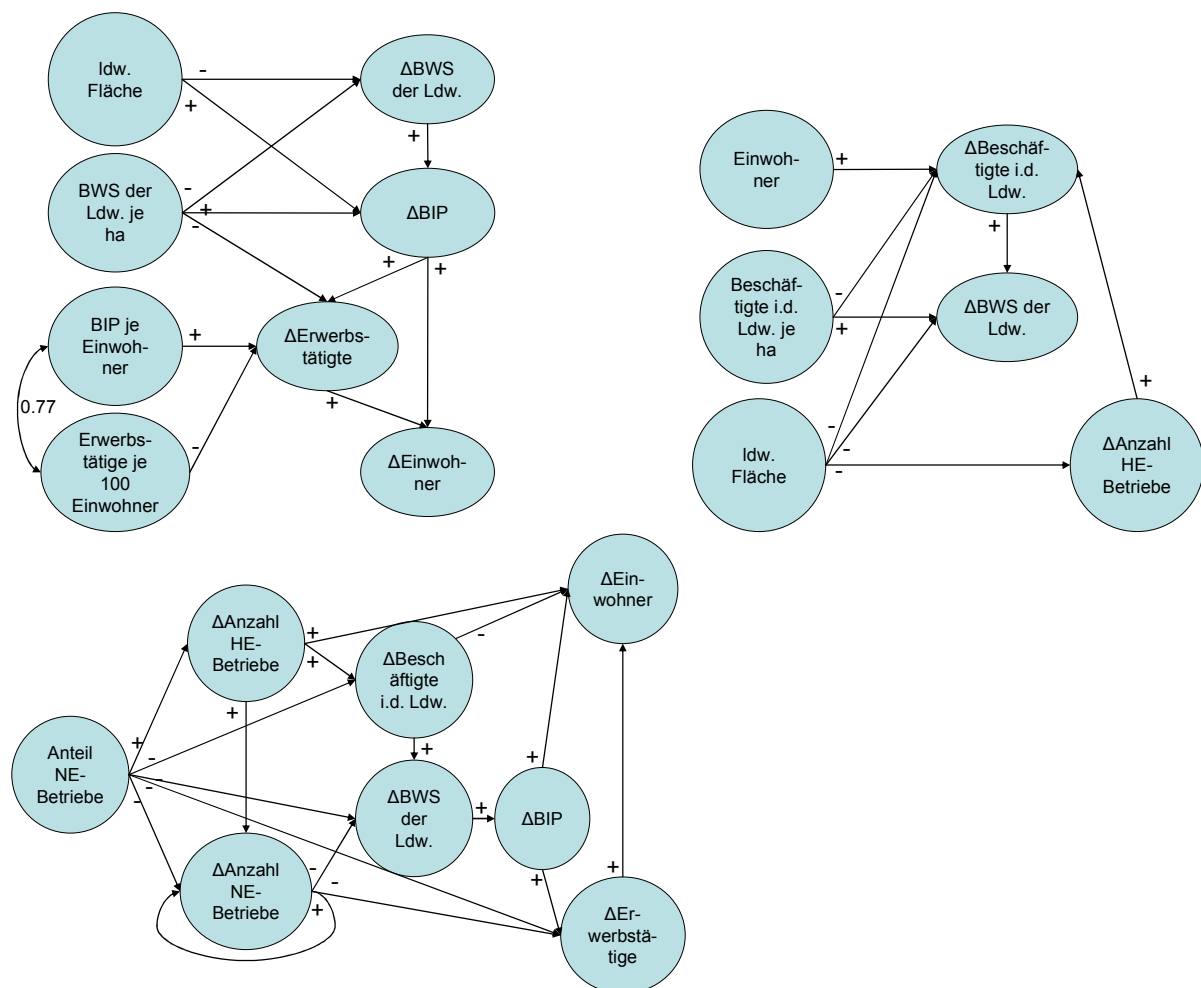 ldw.
Fläche
-
+
ΔBWS
der Ldw.
+
BWS der
Ldw. je
ha
-
+
-
ΔBIP
+
+
BIP je
Einwoh-
ner
+
ΔErwerbs-
tätigte
+
0.77
Erwerbs-
tätige je
100
Einwohner
-
ΔEinwoh-
ner
Einwoh-
ner
+
ΔBeschäf-
tigte i.d.
Ldw.
+
Beschäf-
tigte i.d.
Ldw. je
ha
-
+
ΔBWS der
Ldw.
ldw.
Fläche
-
-
-
+
ΔAnzahl
HE-
Betriebe
ΔEin-
wohner
ΔAnzahl
HE-
Betriebe
+
+
+
ΔBesch
äftigte
i.d. Ldw.
-
+
Anteil
NE-
Betriebe
+
-
-
-
-
ΔBWS
der
Ldw.
+
ΔBIP
+
+
ΔAnzahl
NE-
Betriebe
-
-
+
ΔEr-
werbstä-
tige
+